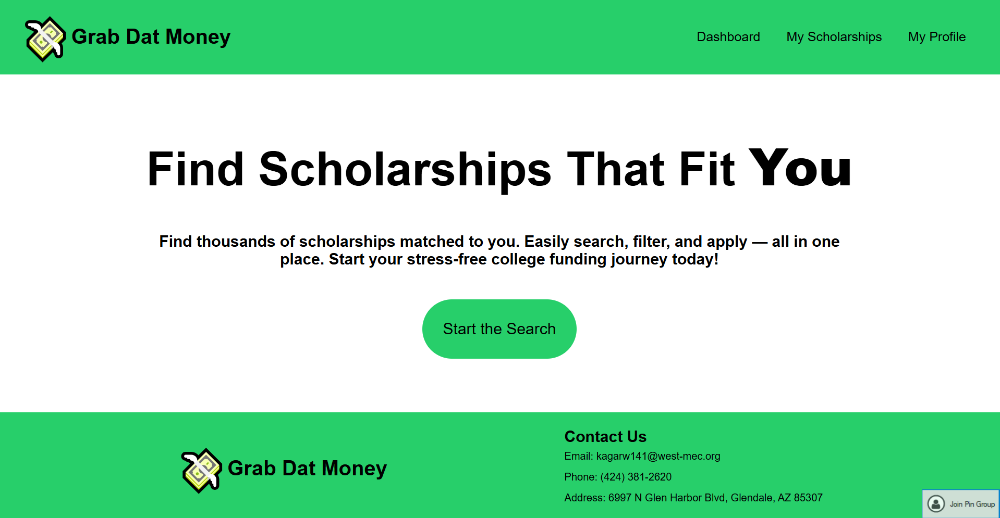 Grab Dat Money
Dashboard
My Scholarships
My Profile
Find Scholarships That Fit You
Find thousands of scholarships matched to you. Easily search, filter, and apply — all in one
place. Start your stress-free college funding journey today!
Start the Search
Grab Dat Money
Contact Us
Email: kagarw141@west-mec.org
Phone: (424) 381-2620
Address: 6997 N Glen Harbor Blvd, Glendale, AZ 85307
Join Pin Group